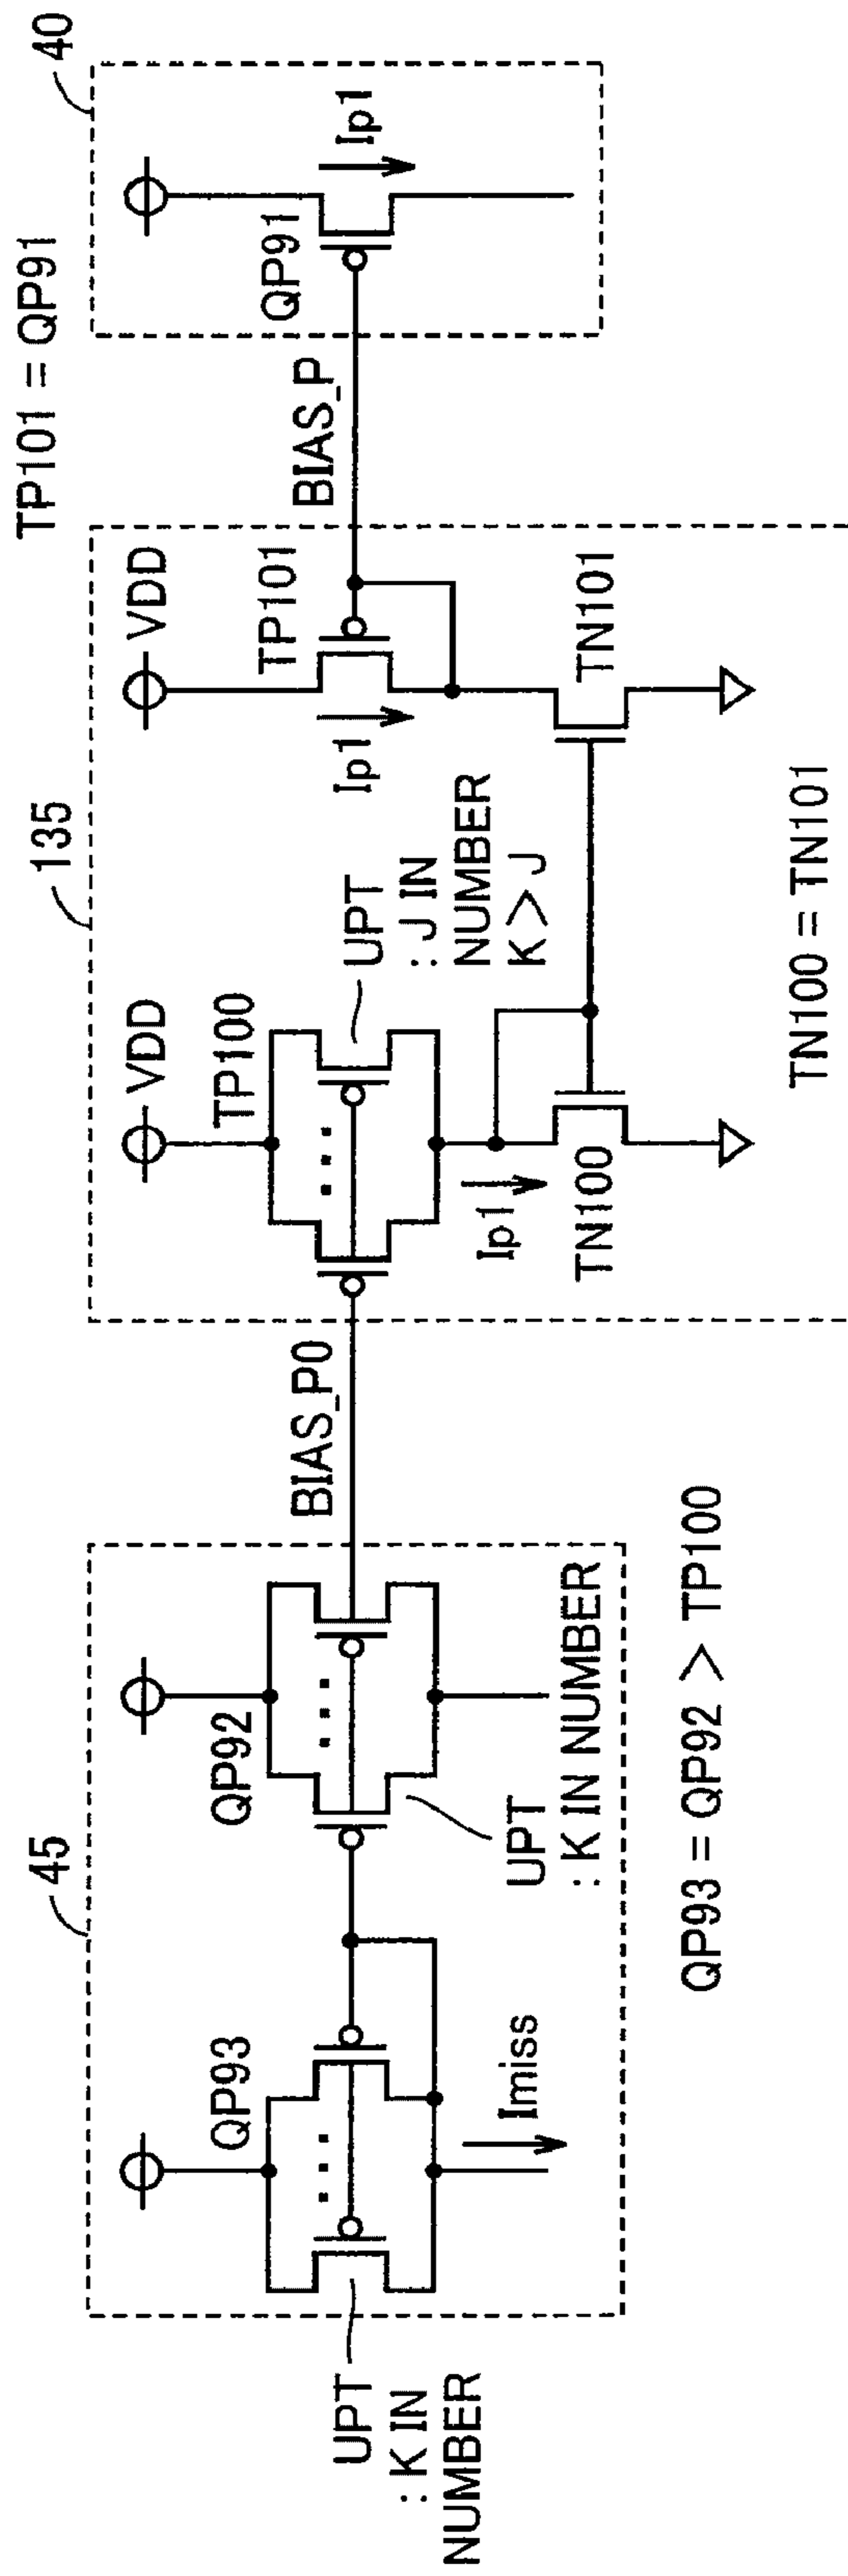 45
QP93
QP92
UPT
: K IN
NUMBER
Imiss
UPT
: K IN NUMBER
QP93 = QP92 > TP100
BIAS_P0
135
VDD
TP100
UPT
: J IN
NUMBER
K > J
Ip1
TN100
VDD
TP101
Ip1
TN101
TN100 = TN101
BIAS_P
TP101 = QP91
40
QP91
Ip1